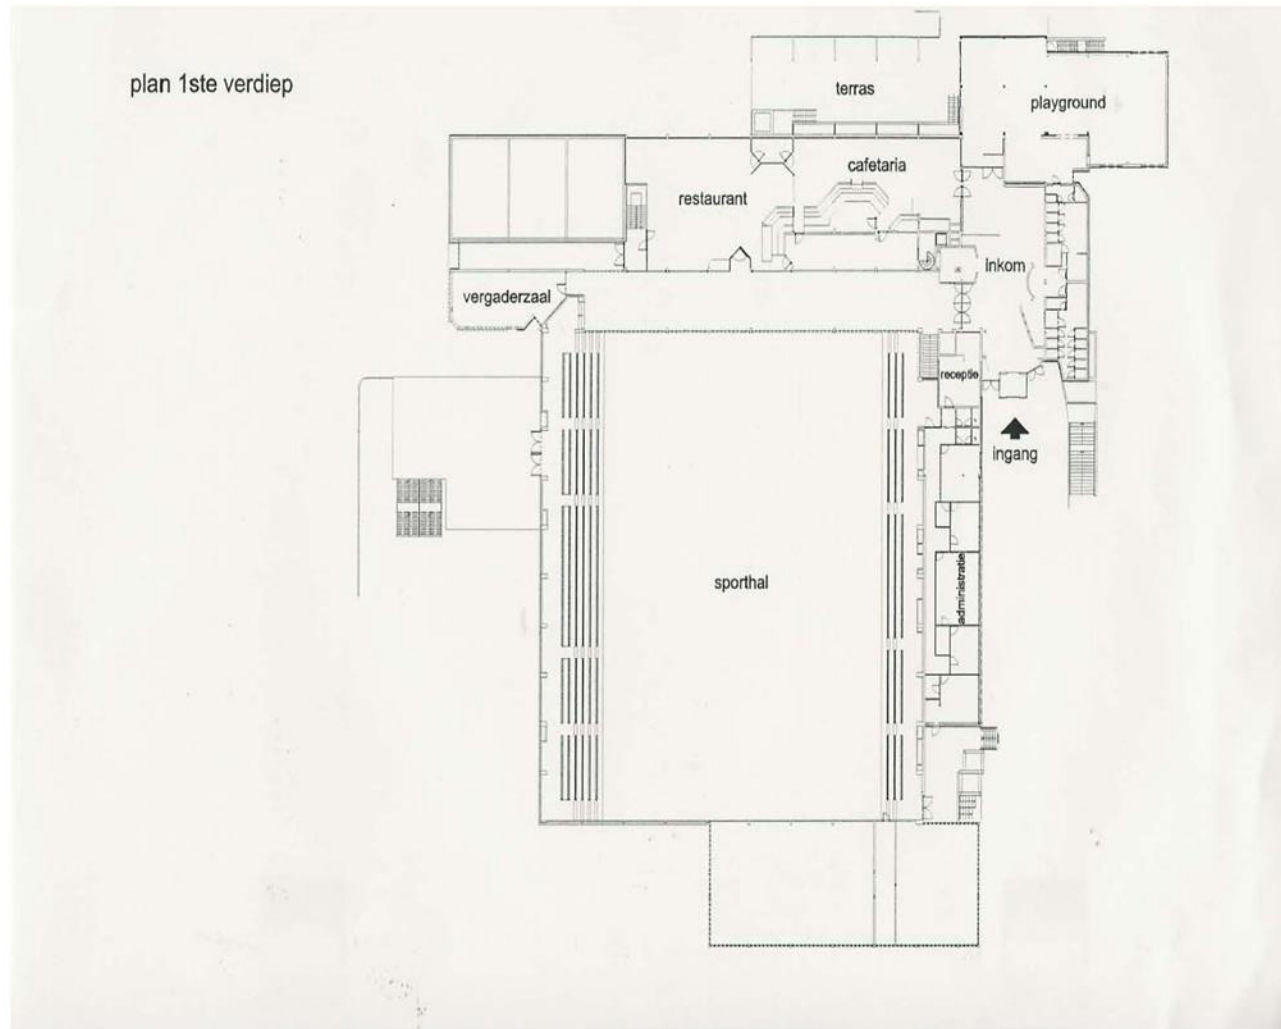 plan 1ste verdiep
terras
playground
cafetaria
restaurant
inkom
vergaderzaal
receptie
ingang
sporthal
administratie